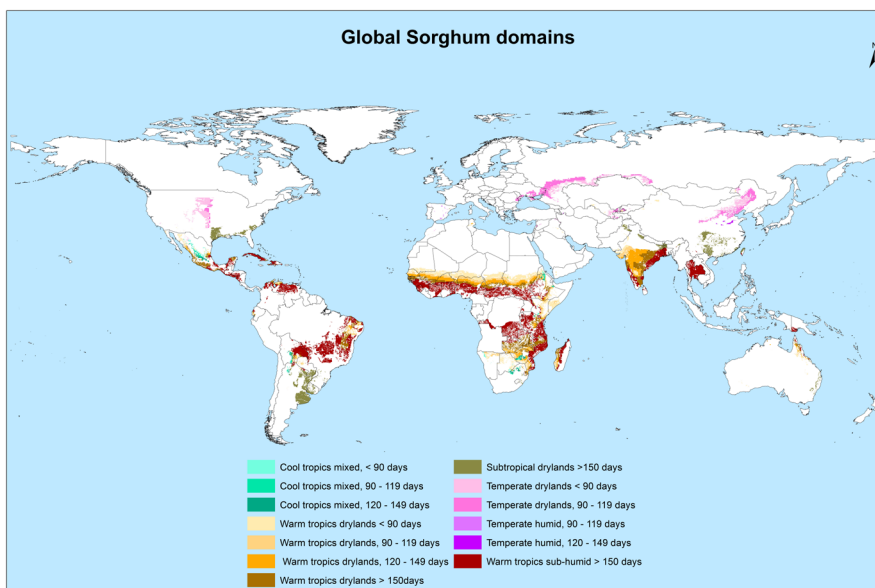 Global Sorghum domains
N
Cool tropics mixed, < 90 days
Cool tropics mixed, 90 - 119 days
Cool tropics mixed, 120 - 149 days
Warm tropics drylands < 90 days
Warm tropics drylands, 90 - 119 days
Warm tropics drylands, 120 - 149 days
Warm tropics drylands > 150days
Subtropical drylands >150 days
Temperate drylands < 90 days
Temperate drylands, 90 - 119 days
Temperate humid, 90 - 119 days
Temperate humid, 120 - 149 days
Warm tropics sub-humid > 150 days